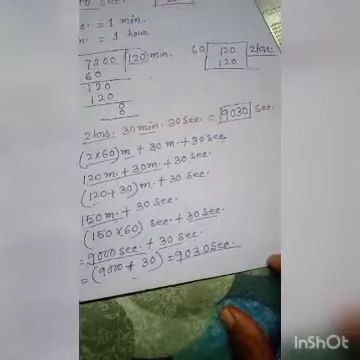 sec.
sec. = 1 min.
= 1 hour
7200 120 min.
60
120
120
0
0
60 120 2 hrs.
120
2 hrs: 30 min. 30 sec. = 9030 sec.
(2×60) m + 30 m + 30 sec.
120 m. + 30 m. + 30 sec.
(120+30) m. + 30 sec.
150 m. + 30 sec.
(150×60) sec. + 30 sec.
= 9000 sec. + 30 sec.
= (9000 + 30) = 9030 sec.
InShOt